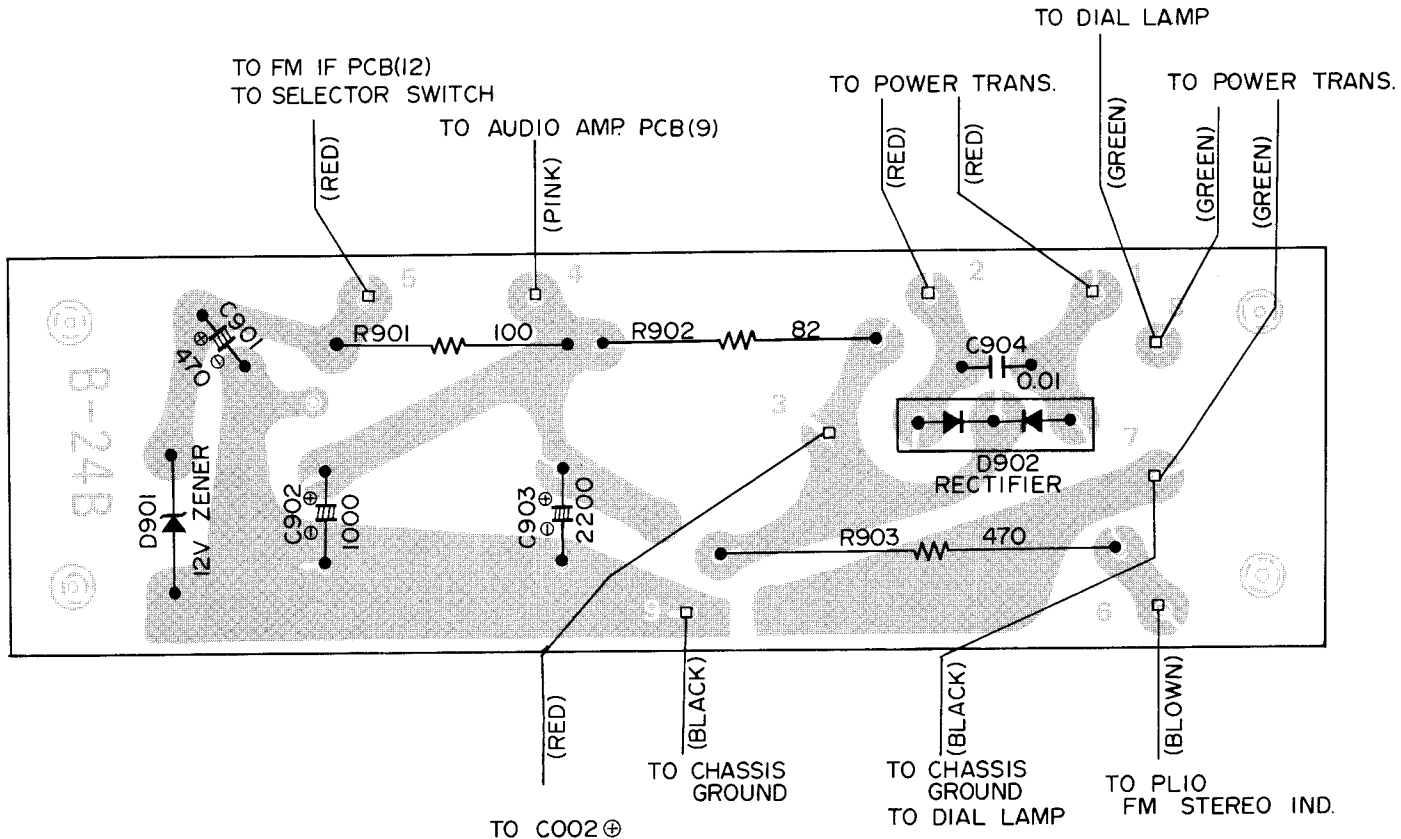 TO DIAL LAMP
TO FM IF PCB(12)
TO SELECTOR SWITCH
TO POWER TRANS.
TO POWER TRANS.
TO AUDIO AMP. PCB(9)
(RED)
(PINK)
(RED)
(RED)
(GREEN)
(GREEN)
(GREEN)
5
4
2
1
8
C901
470
R901 100
R902 82
C904
0.01
B-24B
3
7
D902
RECTIFIER
D901
12V ZENER
C902
1000
C903
2200
R903 470
9
6
(RED)
(BLACK)
(BLACK)
(BLOWN)
TO CHASSIS
GROUND
TO CHASSIS
GROUND
TO DIAL LAMP
TO PL10
FM STEREO IND.
TO C002 ⊕